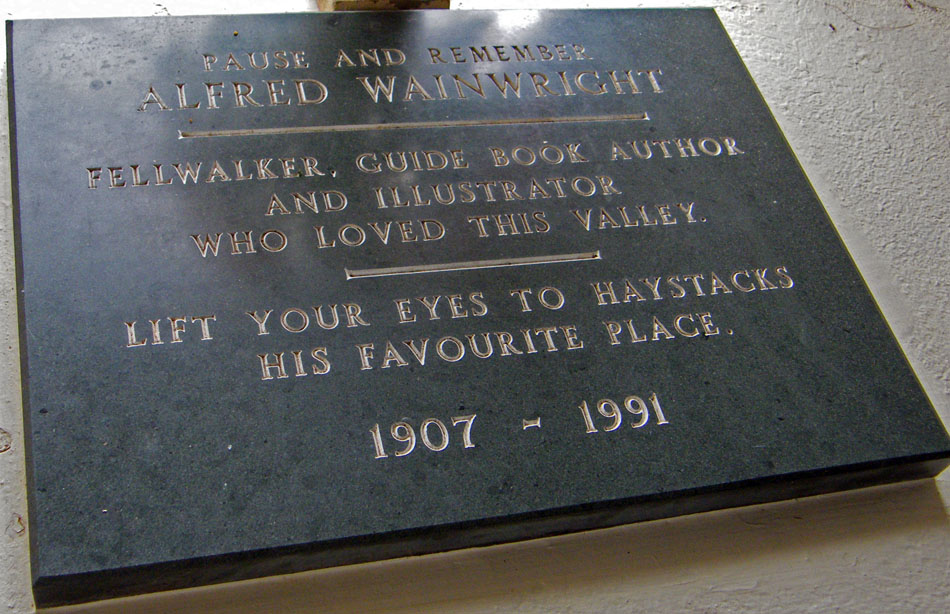 PAUSE AND REMEMBER
ALFRED WAINWRIGHT
FELLWALKER, GUIDE BOOK AUTHOR
AND ILLUSTRATOR
WHO LOVED THIS VALLEY.
LIFT YOUR EYES TO HAYSTACKS
HIS FAVOURITE PLACE.
1907 - 1991